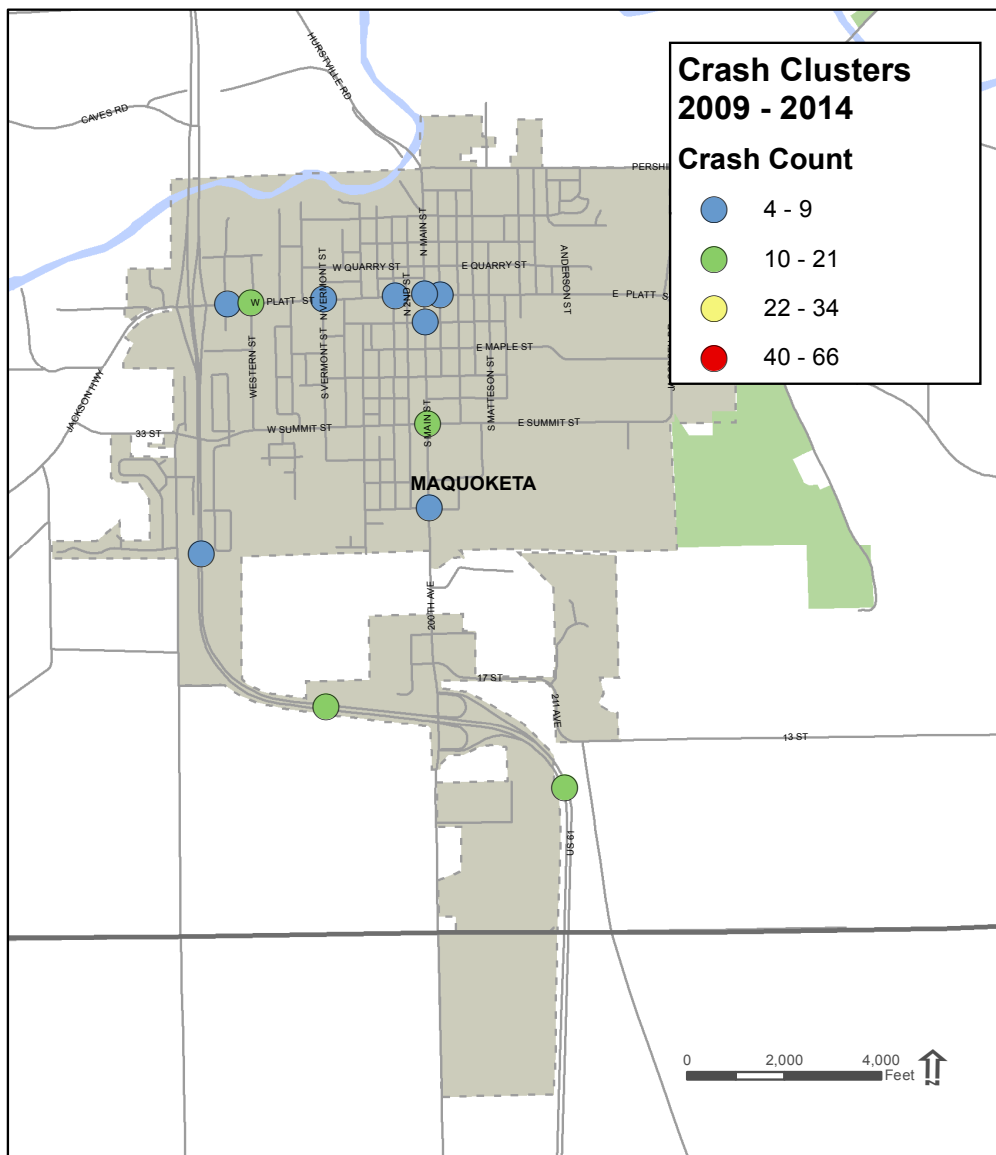 Crash Clusters
2009 - 2014
Crash Count
4 - 9
10 - 21
22 - 34
40 - 66
HURSTVILLE RD
CAVES RD
PERSHI
N MAIN ST
ANDERSON ST
N VERMONT ST
W QUARRY ST
E QUARRY ST
N 2ND ST
W PLATT ST
E PLATT S
E MAPLE ST
WESTERN ST
S VERMONT ST
S MATTESON ST
JACKSON HWY
33 ST
W SUMMIT ST
S MAIN ST
E SUMMIT ST
MAQUOKETA
200TH AVE
17 ST
211 AVE
13 ST
US 61
0 2,000 4,000
Feet
N